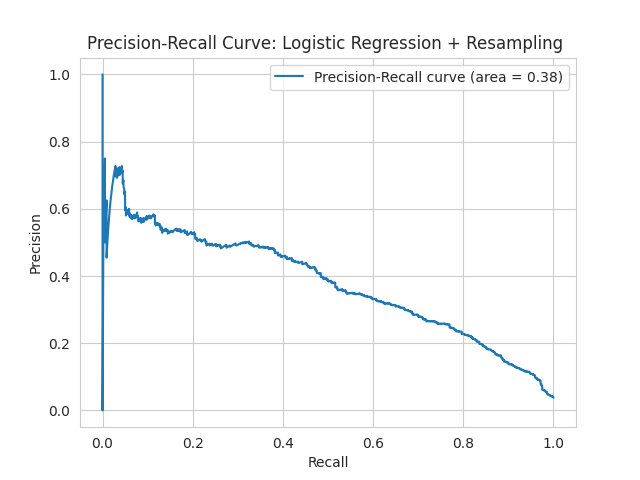 Precision-Recall Curve: Logistic Regression + Resampling
Precision-Recall curve (area = 0.38)
1.0
0.8
0.6
0.4
0.2
0.0
Precision
0.0 0.2 0.4 0.6 0.8 1.0
Recall